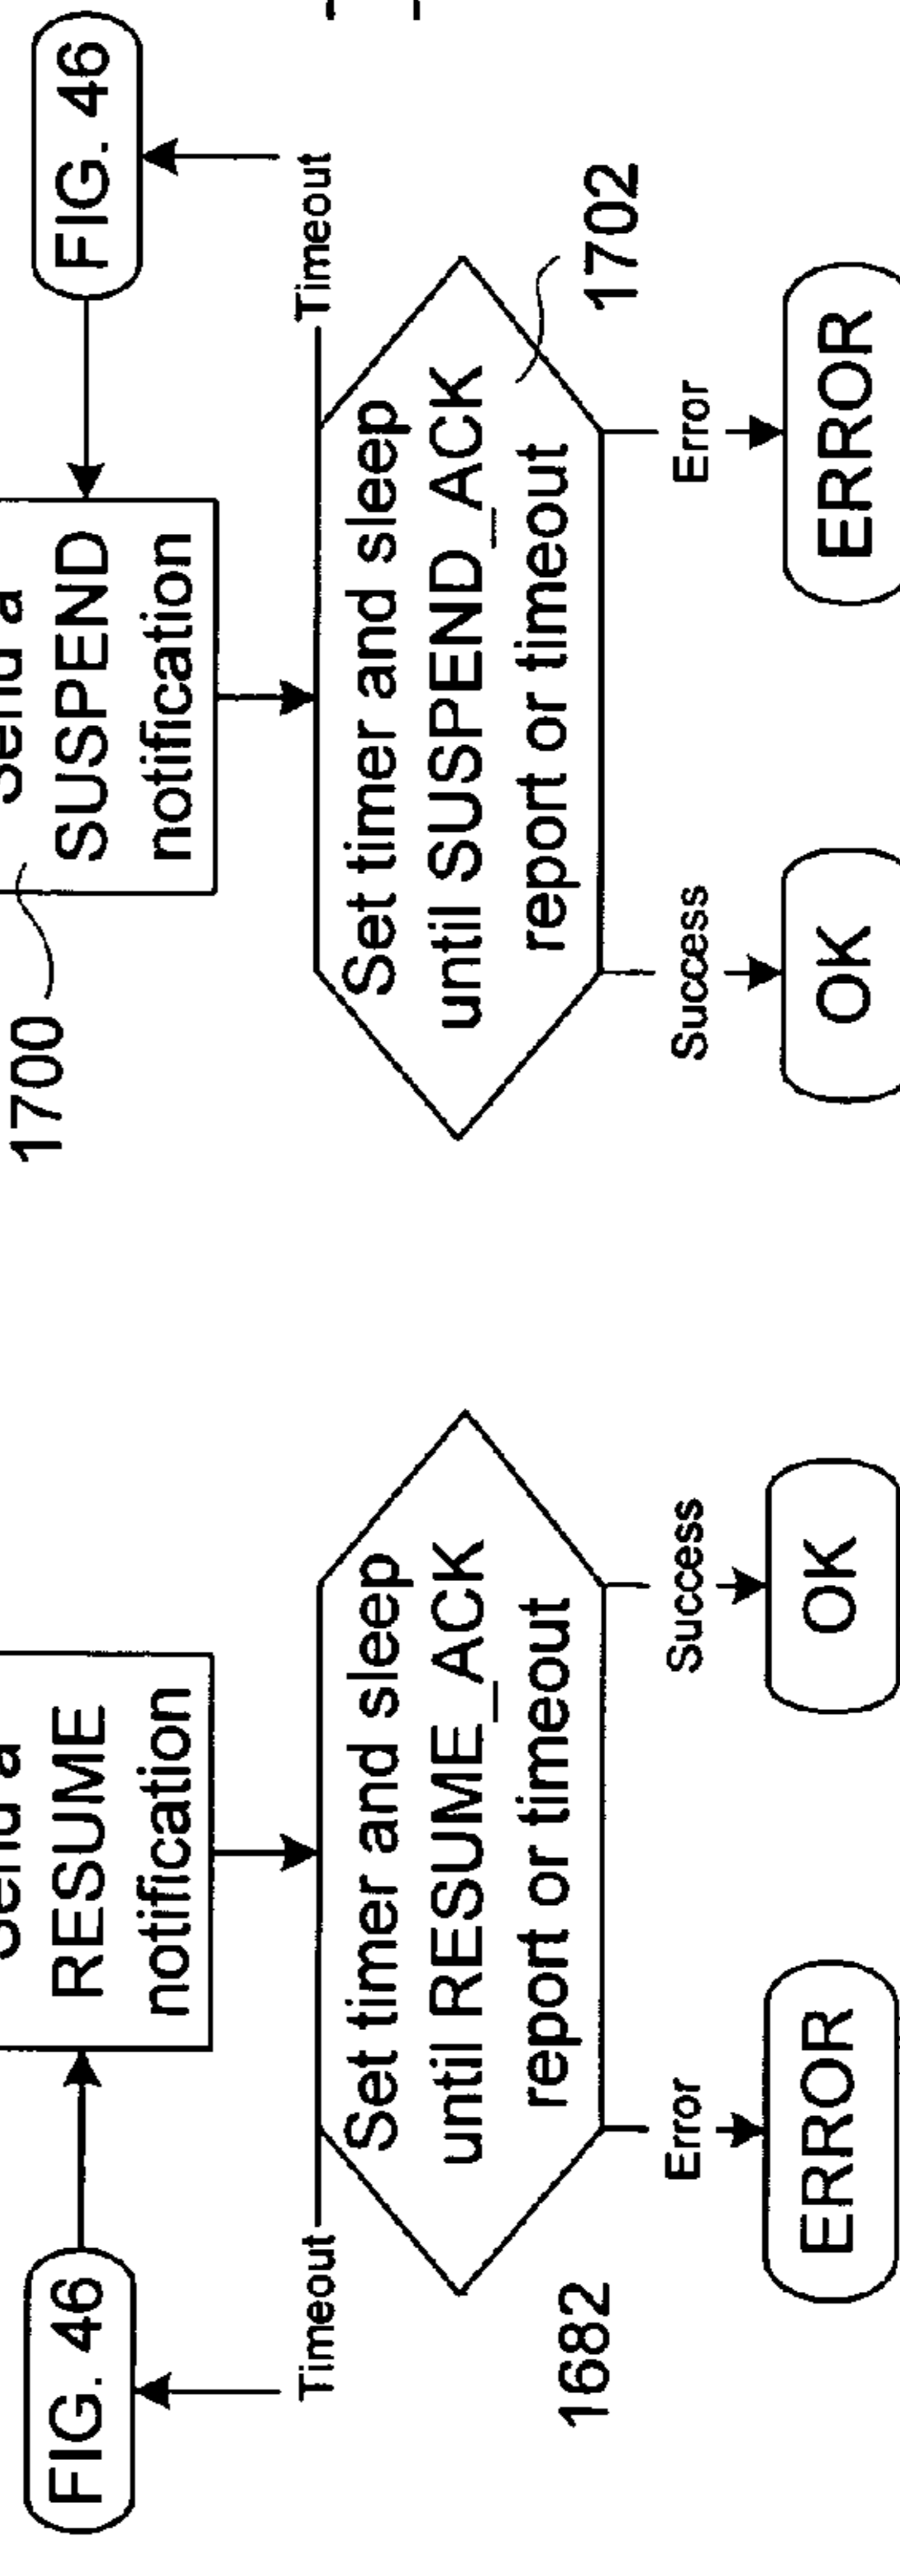 RESUME
notification
FIG. 46
Timeout
Set timer and sleep
until RESUME_ACK
report or timeout
1682
Error
Success
ERROR
OK
1700
Send a
SUSPEND
notification
FIG. 46
Timeout
Set timer and sleep
until SUSPEND_ACK
report or timeout
1702
Success
Error
OK
ERROR